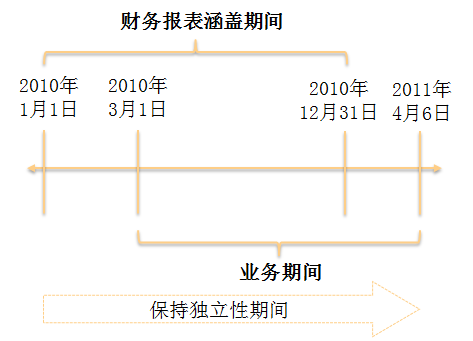 财务报表涵盖期间
2010年
1月1日
2010年
3月1日
2010年
12月31日
2011年
4月6日
业务期间
保持独立性期间